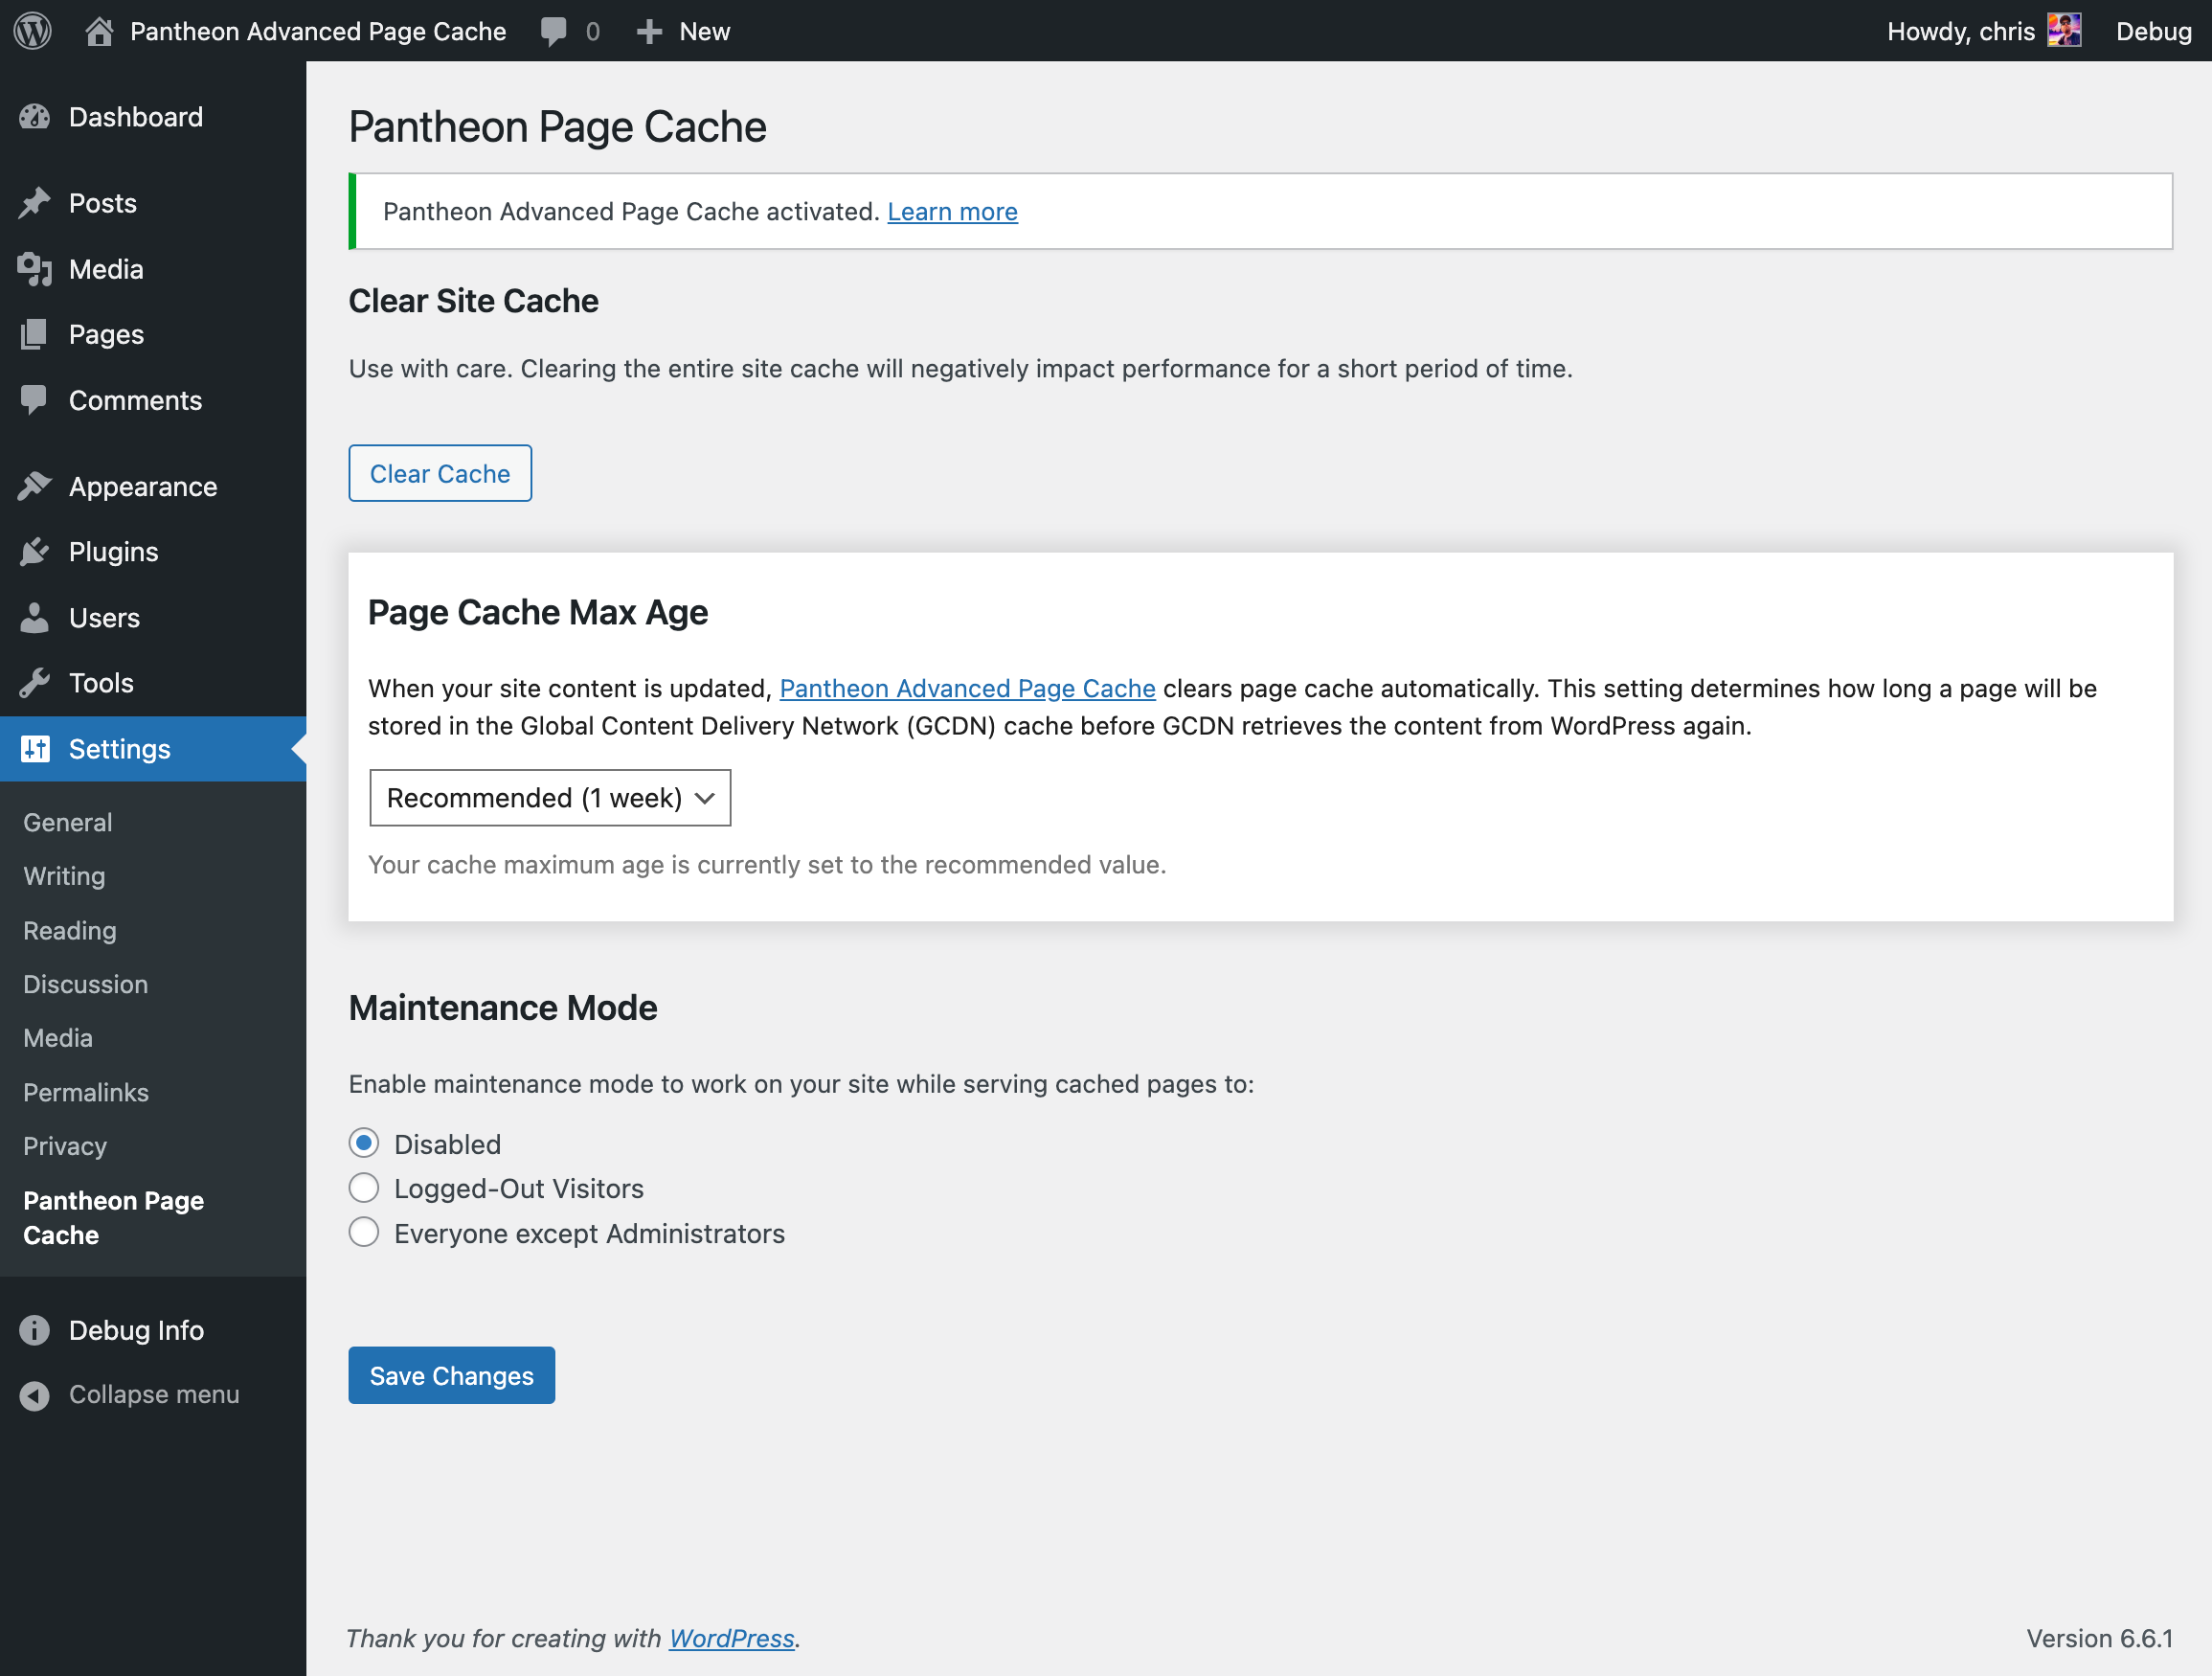 Pantheon Advanced Page Cache 0 New Howdy, chris Debug
Dashboard
Posts
Media
Pages
Comments
Appearance
Plugins
Users
Tools
Settings
General
Writing
Reading
Discussion
Media
Permalinks
Privacy
Pantheon Page
Cache
Debug Info
Collapse menu
Pantheon Page Cache
Pantheon Advanced Page Cache activated. Learn more
Clear Site Cache
Use with care. Clearing the entire site cache will negatively impact performance for a short period of time.
Clear Cache
Page Cache Max Age
When your site content is updated, Pantheon Advanced Page Cache clears page cache automatically. This setting determines how long a page will be
stored in the Global Content Delivery Network (GCDN) cache before GCDN retrieves the content from WordPress again.
Recommended (1 week)
Your cache maximum age is currently set to the recommended value.
Maintenance Mode
Enable maintenance mode to work on your site while serving cached pages to:
Disabled
Logged-Out Visitors
Everyone except Administrators
Save Changes
Thank you for creating with WordPress.
Version 6.6.1